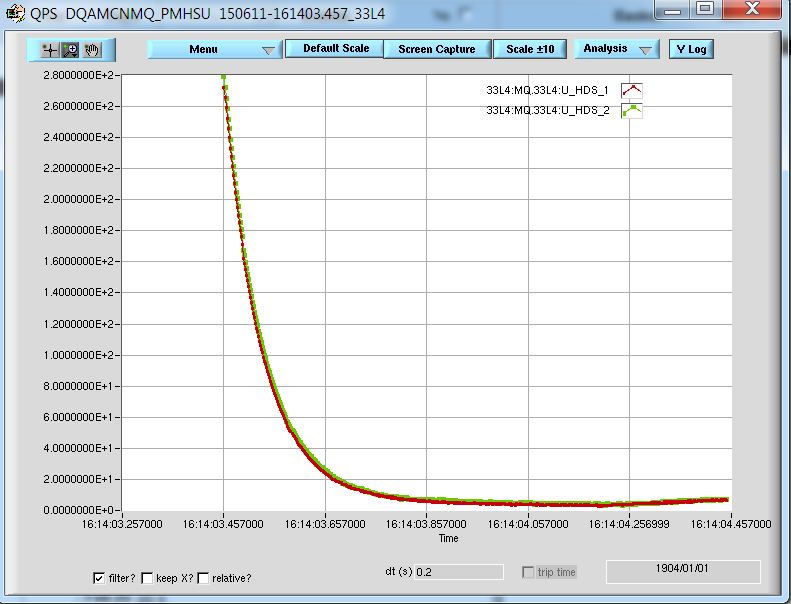 QPS DQAMCNMQ_PMHSU 150611-161403.457_33L4
Menu Default Scale Screen Capture Scale ±10 Analysis Y Log
33L4:MQ.33L4:U_HDS_1
33L4:MQ.33L4:U_HDS_2
2.8000000E+2
2.6000000E+2
2.4000000E+2
2.2000000E+2
2.0000000E+2
1.8000000E+2
1.6000000E+2
1.4000000E+2
1.2000000E+2
1.0000000E+2
8.0000000E+1
6.0000000E+1
4.0000000E+1
2.0000000E+1
0.0000000E+0
16:14:03.257000 16:14:03.457000 16:14:03.657000 16:14:03.857000 16:14:04.057000 16:14:04.256999 16:14:04.457000
Time
dt (s) 0.2 trip time 1904/01/01
filter? keep X? relative?